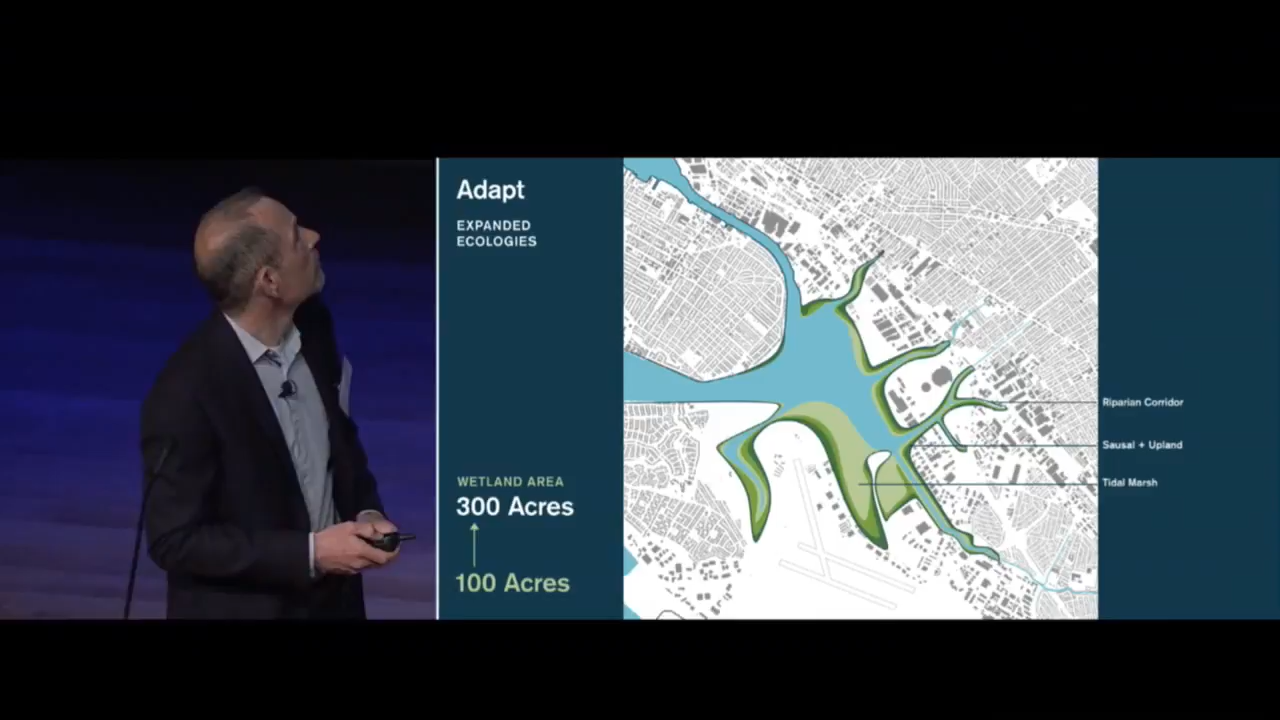 Adapt
EXPANDED
ECOLOGIES
WETLAND AREA
300 Acres
100 Acres
Riparian Corridor
Sausal + Upland
Tidal Marsh